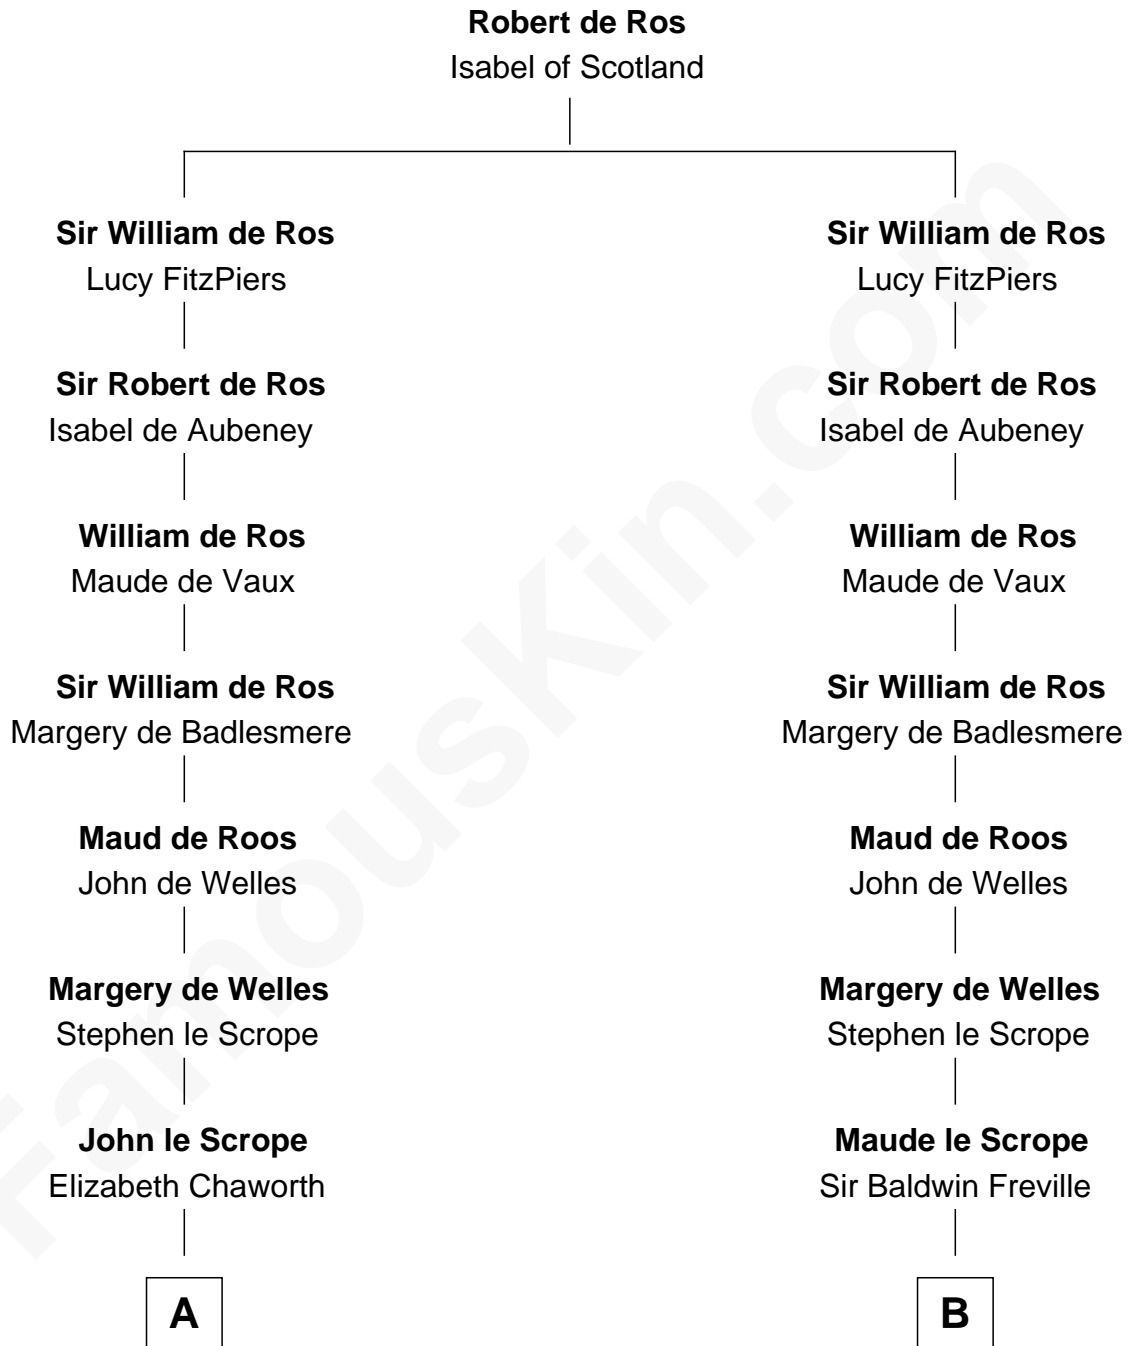 Robert de Ros
Isabel of Scotland
Sir William de Ros
Lucy FitzPiers
Sir William de Ros
Lucy FitzPiers
Sir Robert de Ros
Isabel de Aubeney
Sir Robert de Ros
Isabel de Aubeney
William de Ros
Maude de Vaux
William de Ros
Maude de Vaux
Sir William de Ros
Margery de Badlesmere
Sir William de Ros
Margery de Badlesmere
Maud de Roos
John de Welles
Maud de Roos
John de Welles
Margery de Welles
Stephen le Scrope
Margery de Welles
Stephen le Scrope
John le Scrope
Elizabeth Chaworth
Maude le Scrope
Sir Baldwin Freville
A
B
FamousKin.com